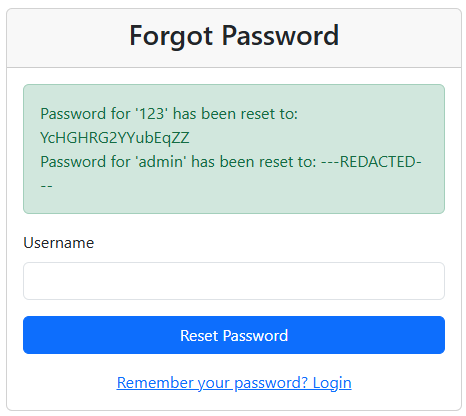 Forgot Password
Password for '123' has been reset to:
YcHGHRG2YYubEqZZ
Password for 'admin' has been reset to: ---REDACTED-
--
Username
Reset Password
Remember your password? Login